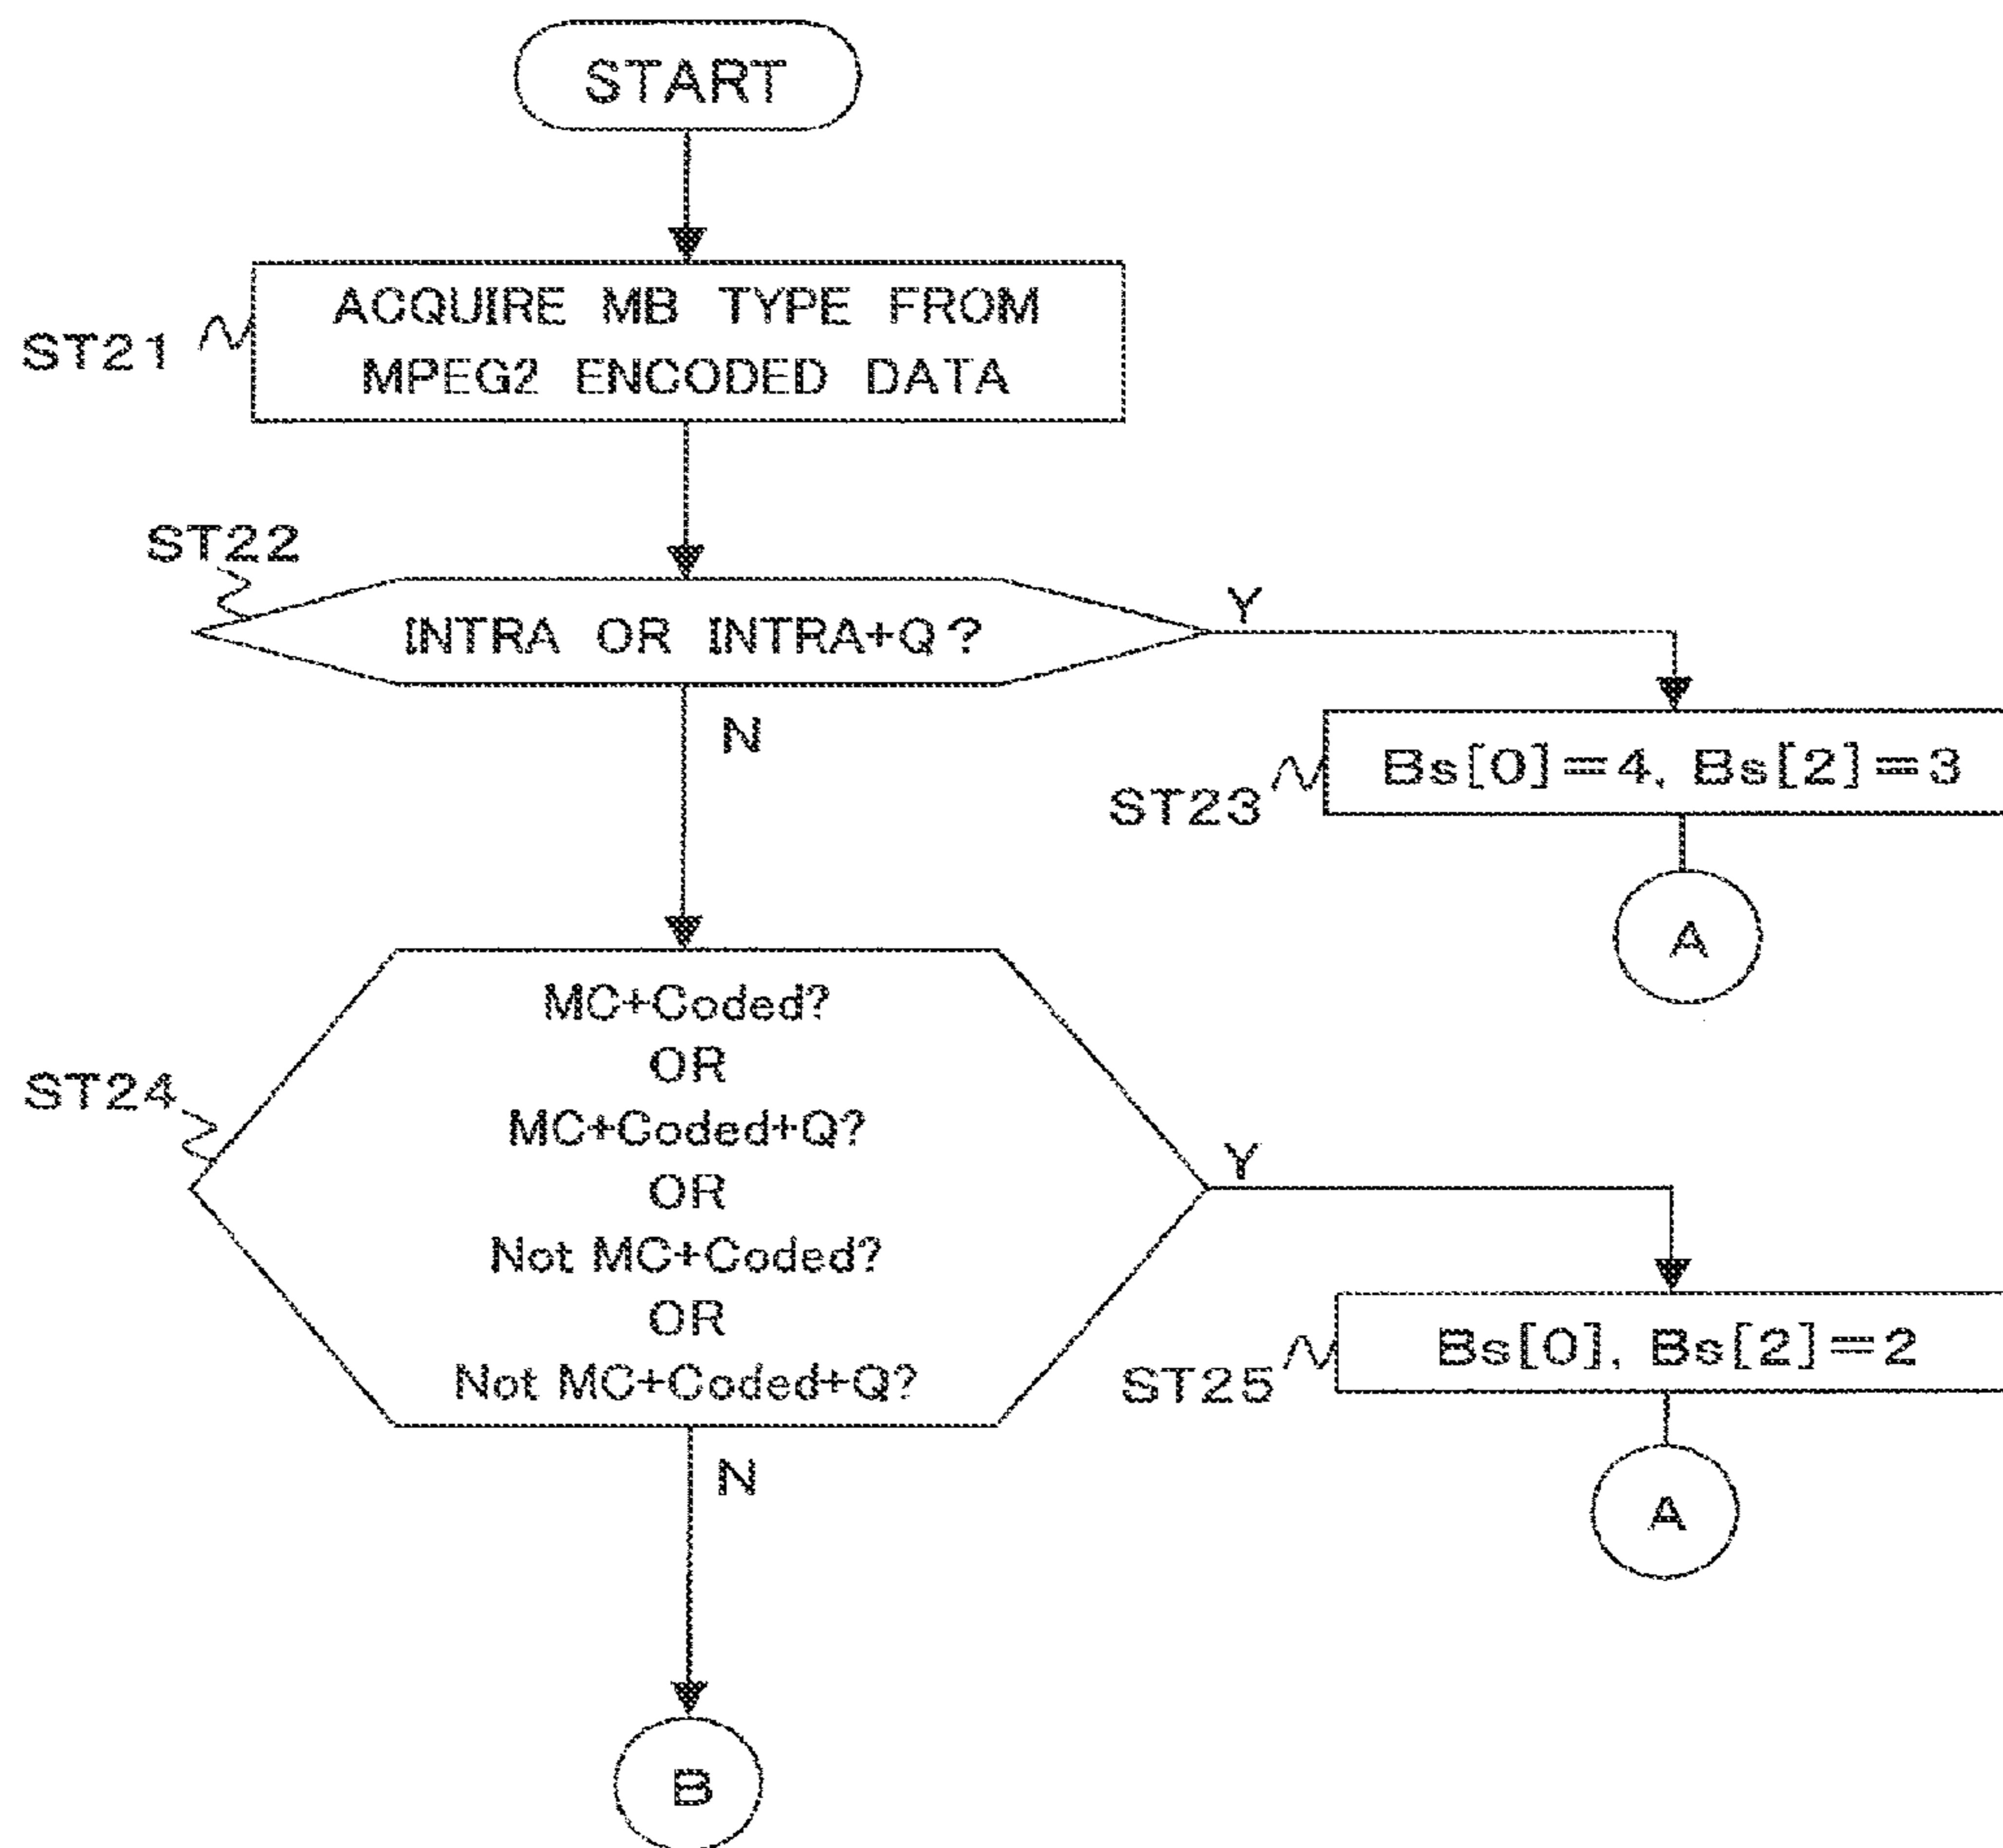 START
ST21
ACQUIRE MB TYPE FROM
MPEG2 ENCODED DATA
ST22
INTRA OR INTRA+Q?
Y
N
ST23
Bs[0]=4, Bs[2]=3
A
ST24
MC+Coded?
OR
MC+Coded+Q?
OR
Not MC+Coded?
OR
Not MC+Coded+Q?
Y
N
ST25
Bs[0], Bs[2]=2
A
B